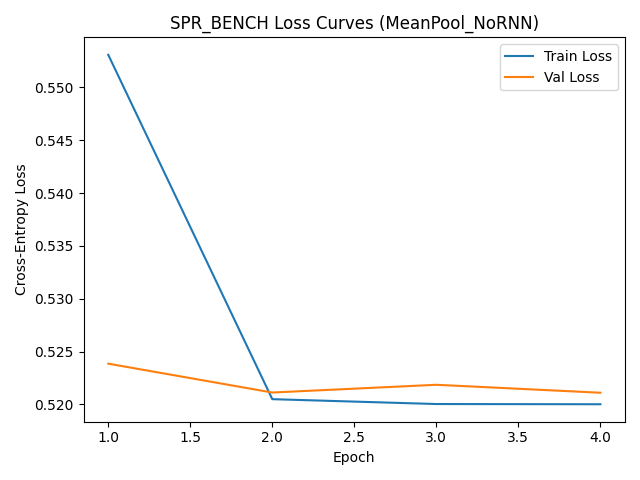 SPR_BENCH Loss Curves (MeanPool_NoRNN)
Train Loss
Val Loss
Cross-Entropy Loss
0.550
0.545
0.540
0.535
0.530
0.525
0.520
1.0 1.5 2.0 2.5 3.0 3.5 4.0
Epoch